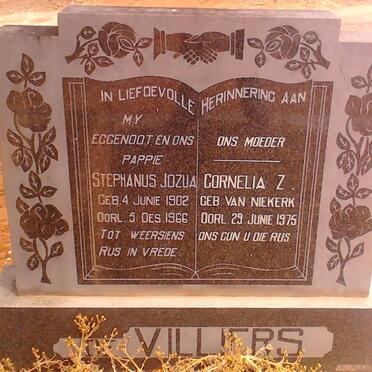 IN LIEFDEVOLLE HERINNERING AAN
MY
EGGENOOT EN ONS
PAPPIE
STEPHANUS JOZUA
GEB. 4 JUNIE 1902
OORL. 5 DES. 1966
TOT WEERSIENS
RUS IN VREDE
ONS MOEDER
CORNELIA Z.
GEB. VAN NIEKERK
OORL. 29 JUNIE 1975
ONS GUN U DIE RUS
VILLIERS